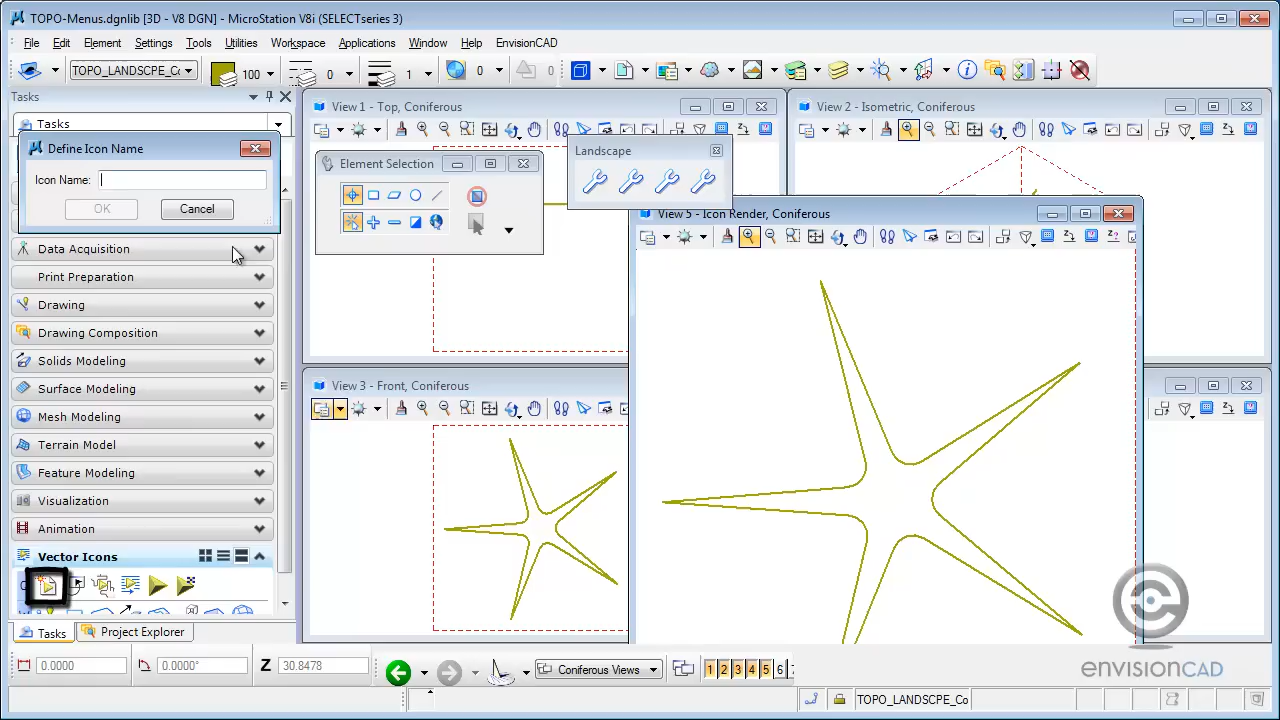 TOPO-Menus.dgnlib [3D - V8 DGN] - MicroStation V8i (SELECTseries 3)
File Edit Element Settings Tools Utilities Workspace Applications Window Help EnvisionCAD
TOPO_LANDSCPE_Cc 100 0 1 0 0
Tasks
Tasks
Define Icon Name
Icon Name:
OK Cancel
Data Acquisition
Print Preparation
Drawing
Drawing Composition
Solids Modeling
Surface Modeling
Mesh Modeling
Terrain Model
Feature Modeling
Visualization
Animation
Vector Icons
Tasks Project Explorer
View 1 - Top, Coniferous
View 2 - Isometric, Coniferous
Element Selection
Landscape
View 5 - Icon Render, Coniferous
View 3 - Front, Coniferous
envisionCAD
0.0000 0.0000° Z 30.8478 Coniferous Views 1 2 3 4 5 6
TOPO_LANDSCPE_Co